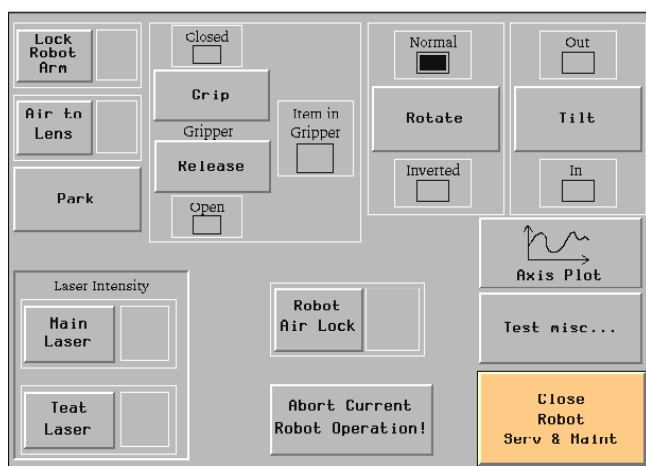 Lock
Robot
Arm
Air to
Lens
Park
Closed
Grip
Gripper
Release
Open
Item in
Gripper
Normal
Rotate
Inverted
Out
Tilt
In
Axis Plot
Test misc...
Laser Intensity
Main
Laser
Teat
Laser
Robot
Air Lock
Abort Current
Robot Operation!
Close
Robot
Serv & Maint